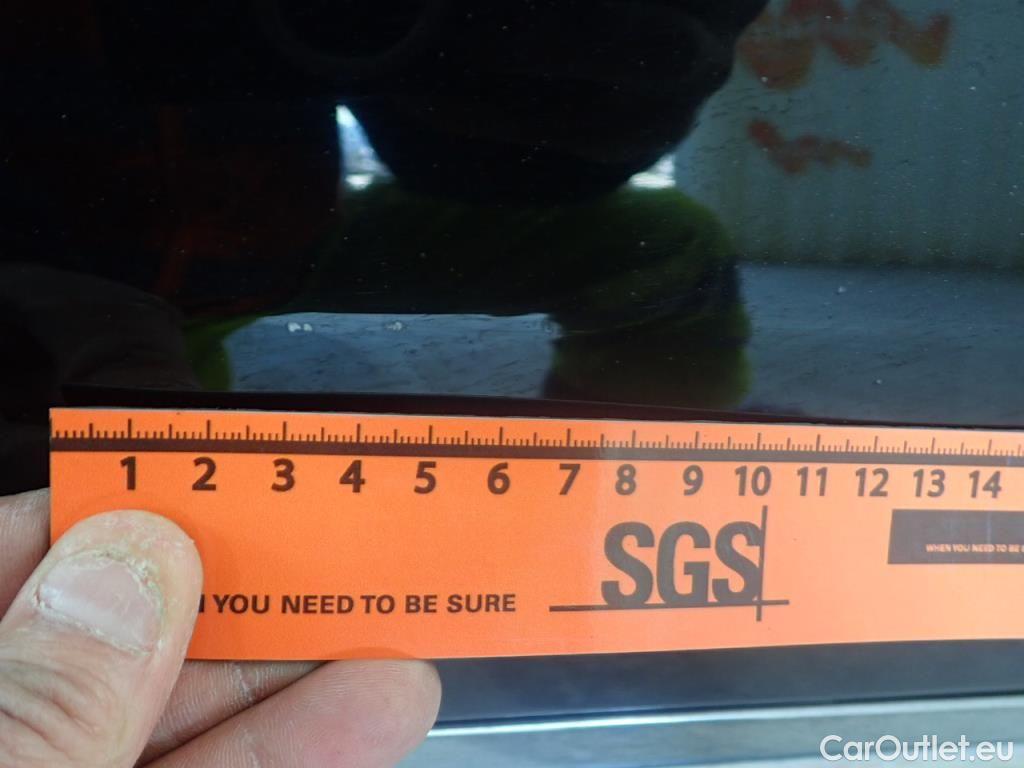 1 2 3 4 5 6 7 8 9 10 11 12 13 14
SGS
WHEN YOU NEED TO BE
YOU NEED TO BE SURE
CarOutlet.eu